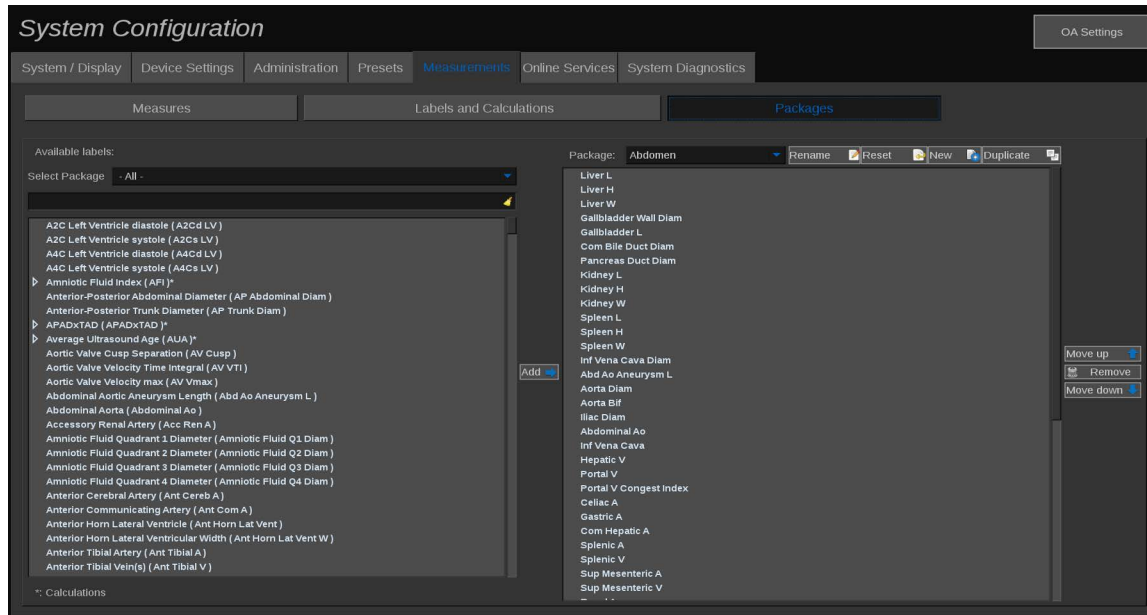 System Configuration
OA Settings
System / Display
Device Settings
Administration
Presets
Measurements
Online Services
System Diagnostics
Measures
Labels and Calculations
Packages
Available labels:
Select Package - All -
A2C Left Ventricle diastole ( A2Cd LV )
A2C Left Ventricle systole ( A2Cs LV )
A4C Left Ventricle diastole ( A4Cd LV )
A4C Left Ventricle systole ( A4Cs LV )
Amniotic Fluid Index ( AFI )*
Anterior-Posterior Abdominal Diameter ( AP Abdominal Diam )
Anterior-Posterior Trunk Diameter ( AP Trunk Diam )
APADxTAD ( APADxTAD )*
Average Ultrasound Age ( AUA )*
Aortic Valve Cusp Separation ( AV Cusp )
Aortic Valve Velocity Time Integral ( AV VTI )
Aortic Valve Velocity max ( AV Vmax )
Abdominal Aortic Aneurysm Length ( Abd Ao Aneurysm L )
Abdominal Aorta ( Abdominal Ao )
Accessory Renal Artery ( Acc Ren A )
Amniotic Fluid Quadrant 1 Diameter ( Amniotic Fluid Q1 Diam )
Amniotic Fluid Quadrant 2 Diameter ( Amniotic Fluid Q2 Diam )
Amniotic Fluid Quadrant 3 Diameter ( Amniotic Fluid Q3 Diam )
Amniotic Fluid Quadrant 4 Diameter ( Amniotic Fluid Q4 Diam )
Anterior Cerebral Artery ( Ant Cereb A )
Anterior Communicating Artery ( Ant Com A )
Anterior Horn Lateral Ventricle ( Ant Horn Lat Vent )
Anterior Horn Lateral Ventricular Width ( Ant Horn Lat Vent W )
Anterior Tibial Artery ( Ant Tibial A )
Anterior Tibial Vein(s) ( Ant Tibial V )
*: Calculations
Add
Package: Abdomen
Rename
Reset
New
Duplicate
Liver L
Liver H
Liver W
Gallbladder Wall Diam
Gallbladder L
Com Bile Duct Diam
Pancreas Duct Diam
Kidney L
Kidney H
Kidney W
Spleen L
Spleen H
Spleen W
Inf Vena Cava Diam
Abd Ao Aneurysm L
Aorta Diam
Aorta Bif
Iliac Diam
Abdominal Ao
Inf Vena Cava
Hepatic V
Portal V
Portal V Congest Index
Celiac A
Gastric A
Com Hepatic A
Splenic A
Splenic V
Sup Mesenteric A
Sup Mesenteric V
Move up
Remove
Move down